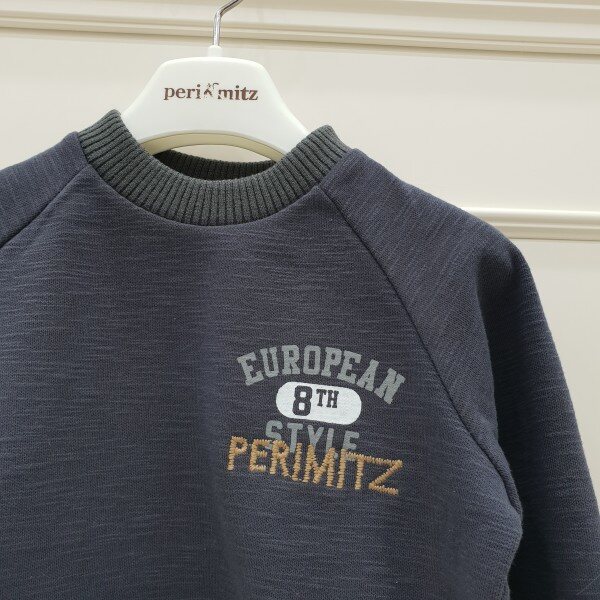 peri mitz
EUROPEAN
8TH
STYLE
PERIMITZ